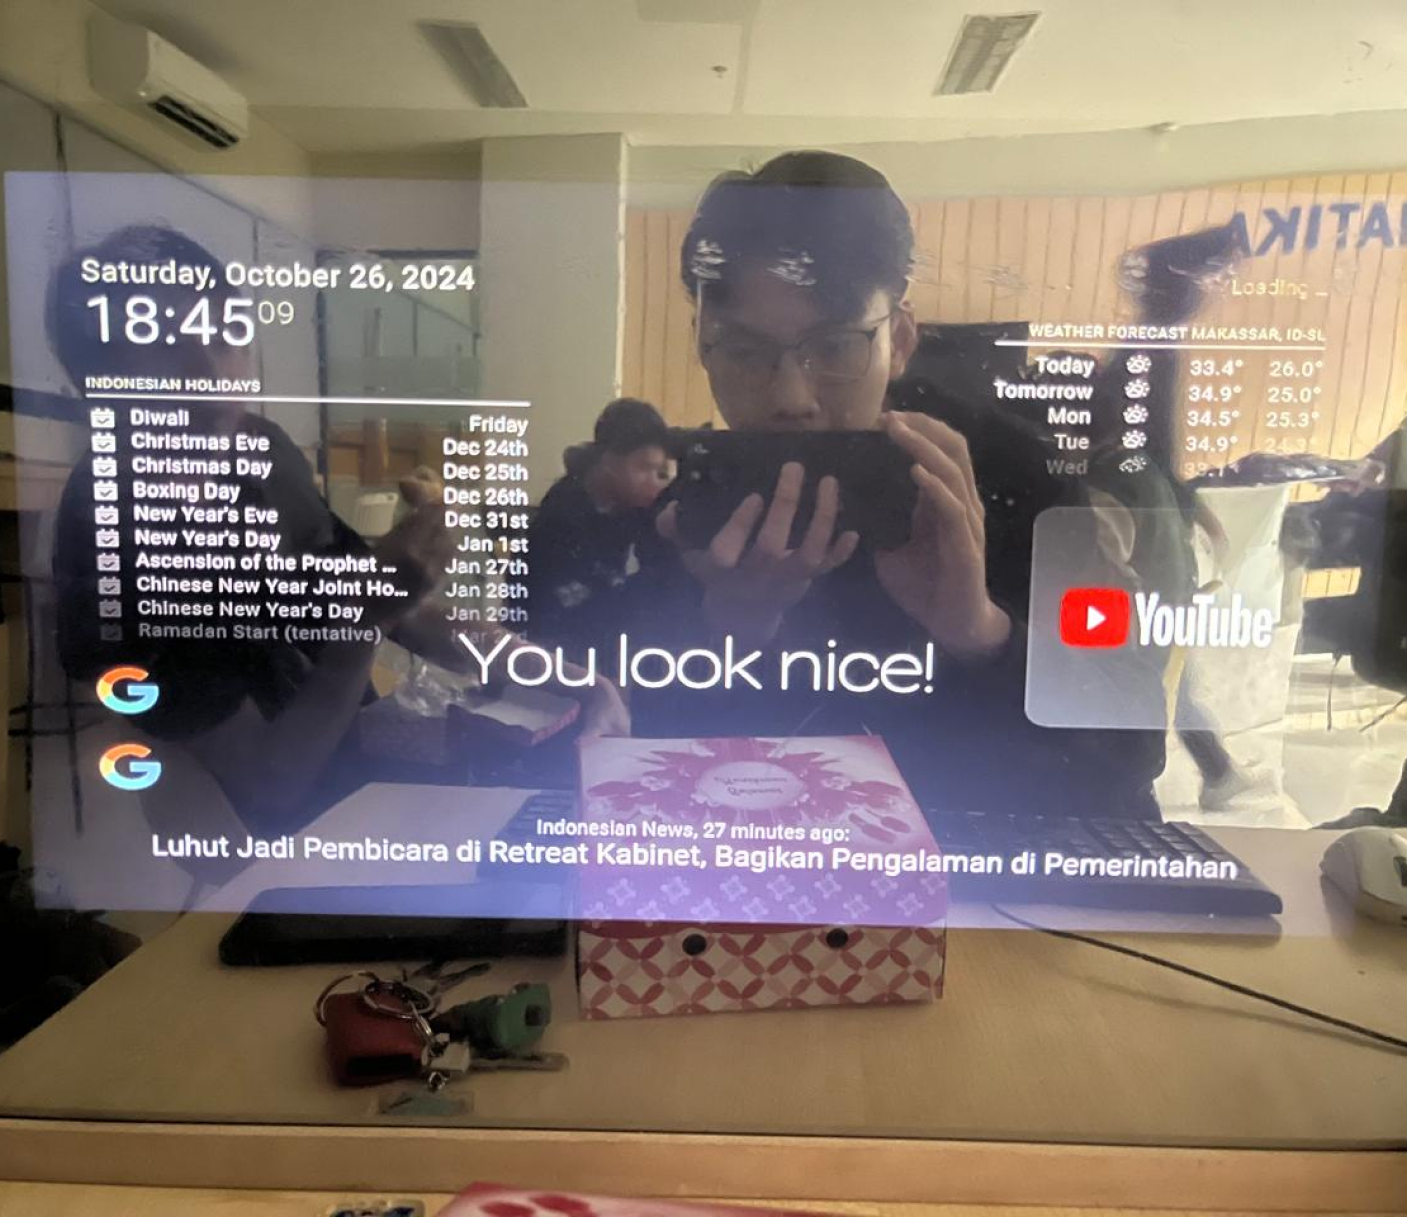 Saturday, October 26, 2024
18:45 09
INDONESIAN HOLIDAYS
Diwali Friday
Christmas Eve Dec 24th
Christmas Day Dec 25th
Boxing Day Dec 26th
New Year's Eve Dec 31st
New Year's Day Jan 1st
Ascension of the Prophet ... Jan 27th
Chinese New Year Joint Ho... Jan 28th
Chinese New Year's Day Jan 29th
Ramadan Start (tentative)
ATIKA
Loading ...
WEATHER FORECAST MAKASSAR, ID-SL
Today 33.4° 26.0°
Tomorrow 34.9° 25.0°
Mon 34.5° 25.3°
Tue 34.9° 24.3°
Wed
YouTube
You look nice!
G
G
Indonesian News, 27 minutes ago:
Luhut Jadi Pembicara di Retreat Kabinet, Bagikan Pengalaman di Pemerintahan